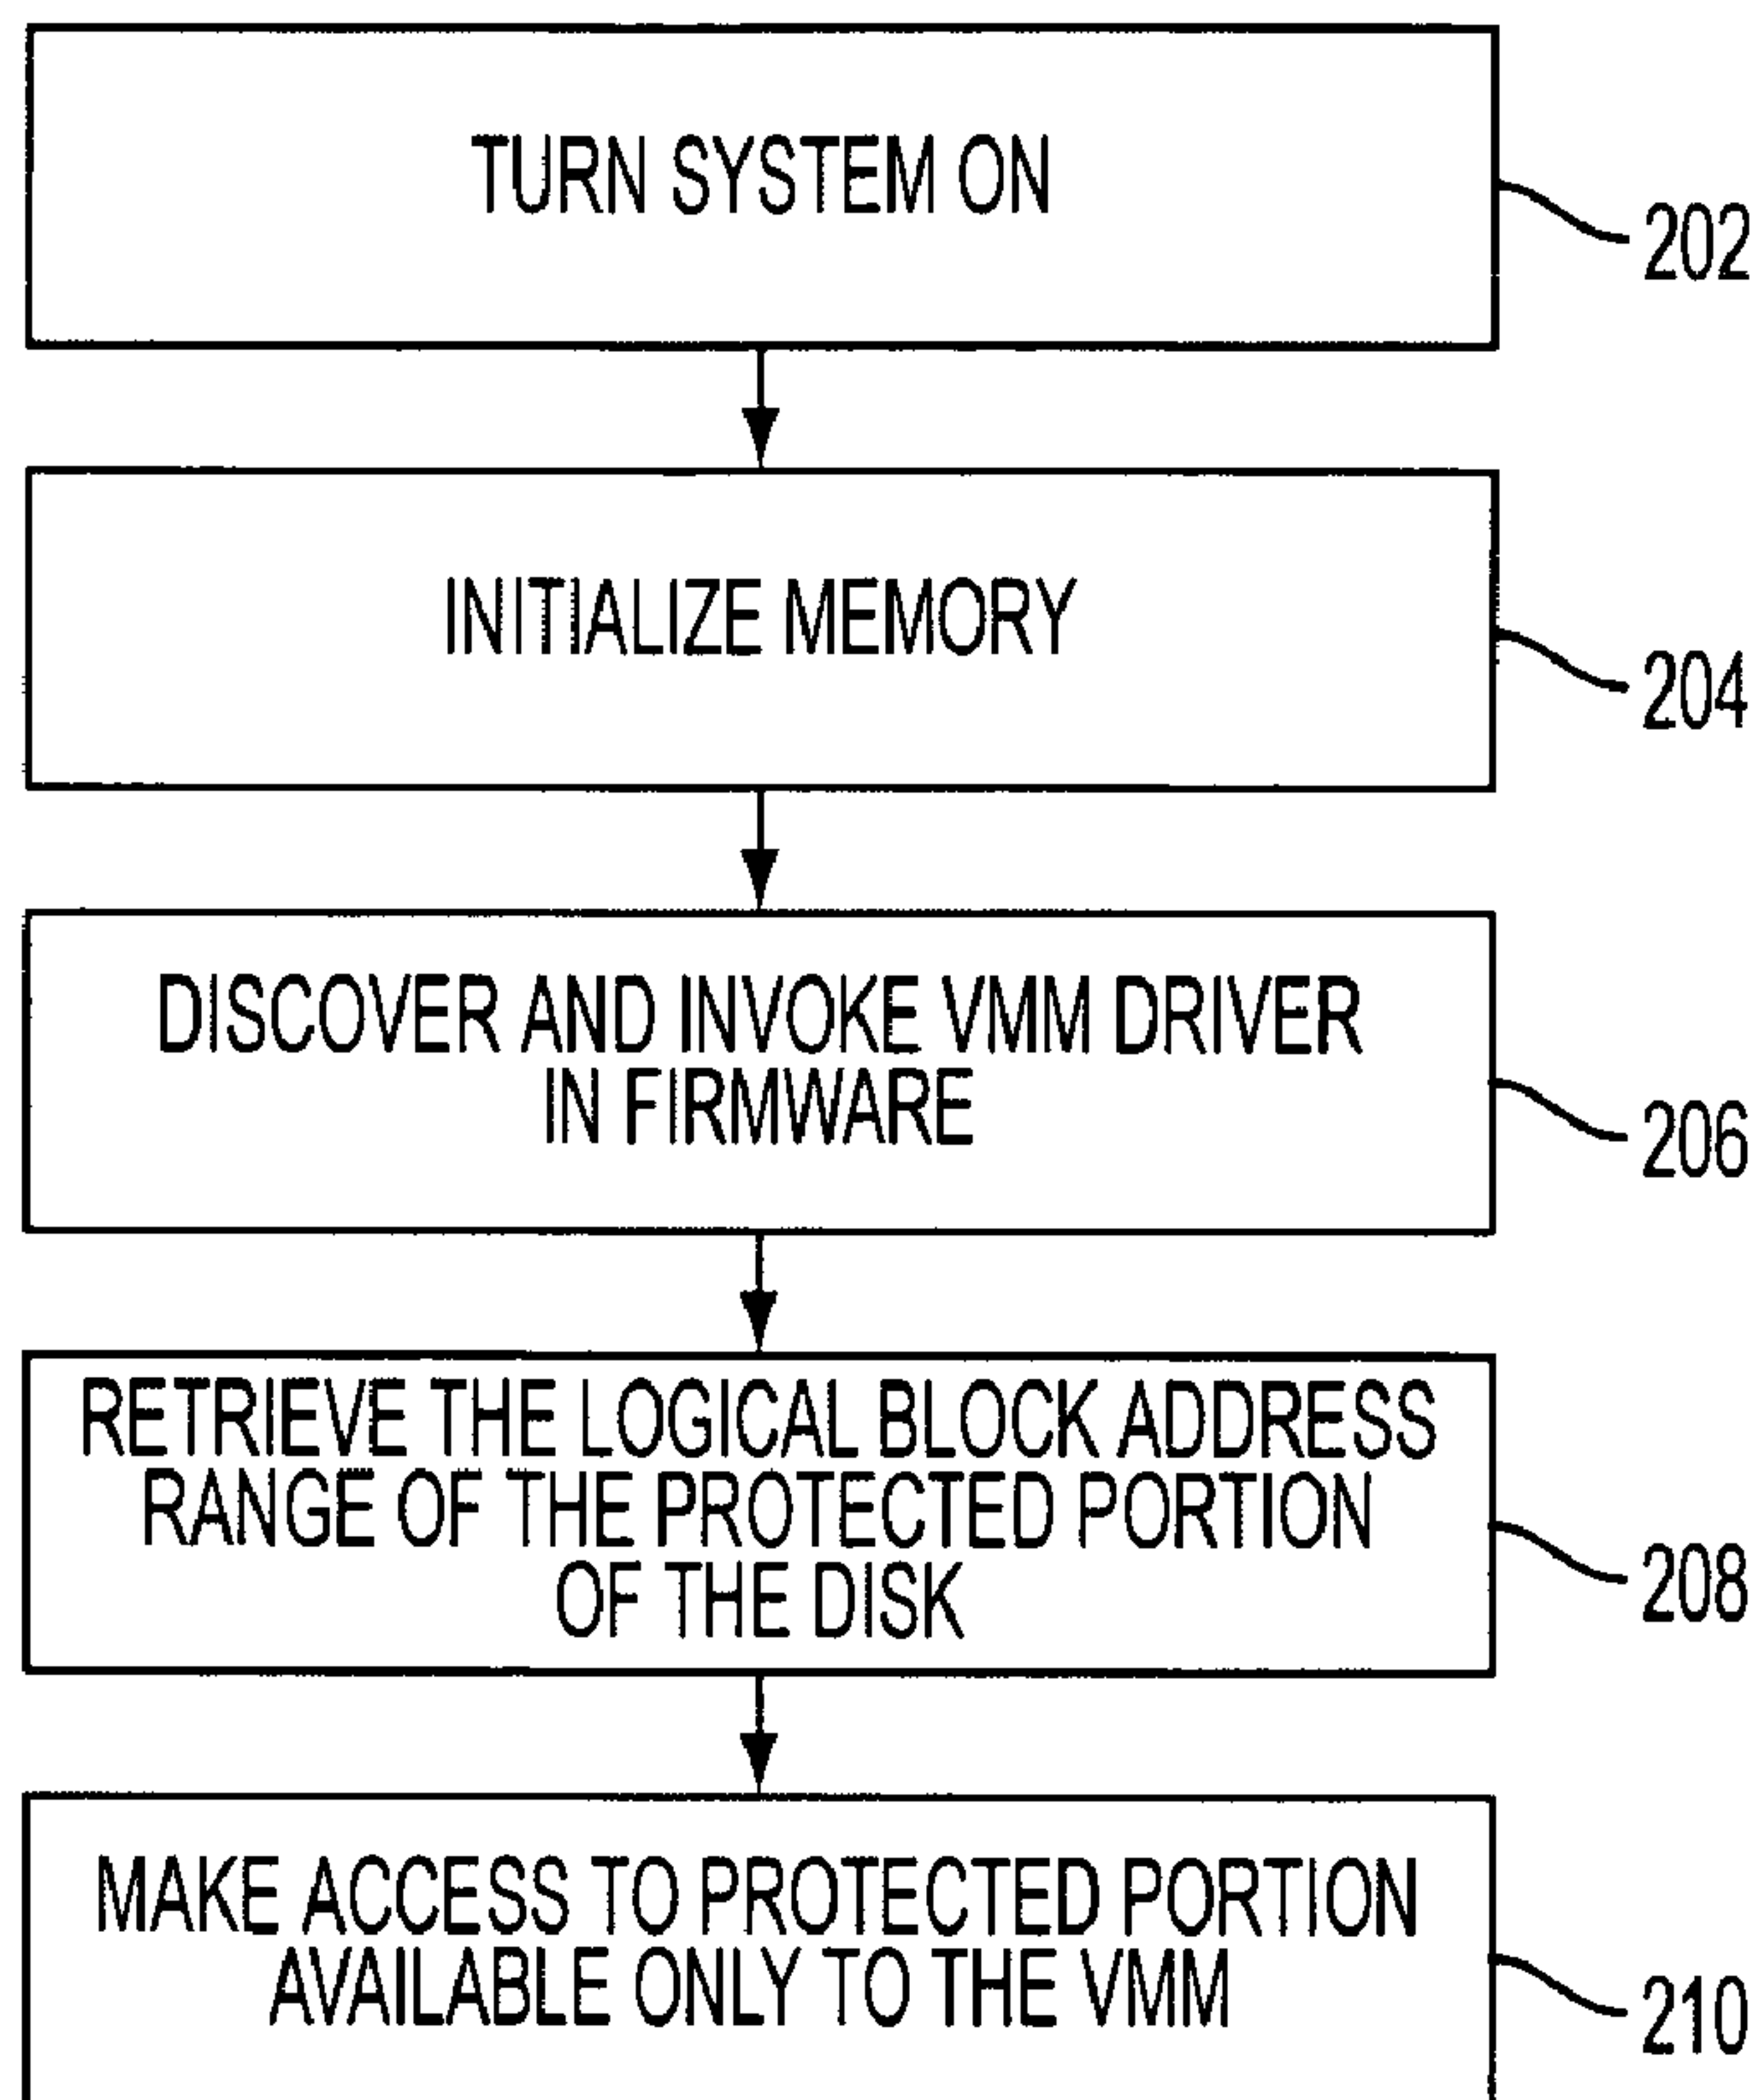 TURN SYSTEM ON
202
INITIALIZE MEMORY
204
DISCOVER AND INVOKE VMM DRIVER
IN FIRMWARE
206
RETRIEVE THE LOGICAL BLOCK ADDRESS
RANGE OF THE PROTECTED PORTION
OF THE DISK
208
MAKE ACCESS TO PROTECTED PORTION
AVAILABLE ONLY TO THE VMM
210